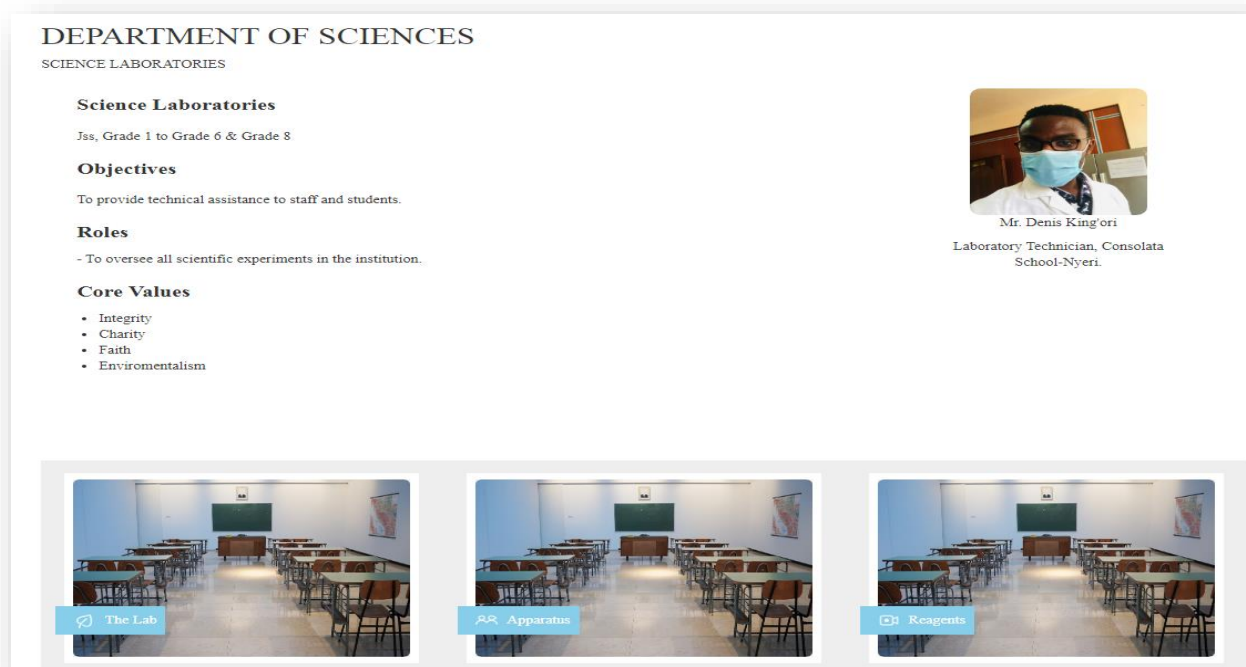 DEPARTMENT OF SCIENCES
SCIENCE LABORATORIES
Science Laboratories
Jss, Grade 1 to Grade 6 & Grade 8
Objectives
To provide technical assistance to staff and students.
Roles
- To oversee all scientific experiments in the institution.
Core Values
• Integrity
• Charity
• Faith
• Enviromentalism
Mr. Denis King'ori
Laboratory Technician, Consolata
School-Nyeri.
The Lab
Apparatus
Reagents